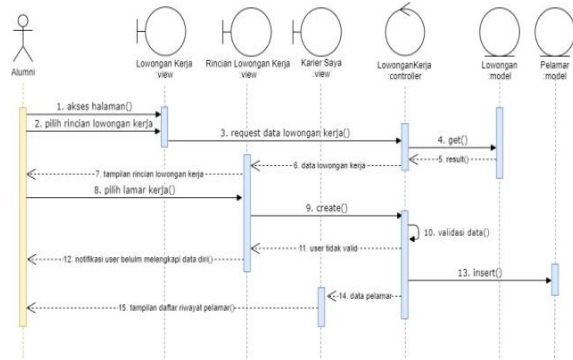 Alumni
Lowongan Kerja
:view
Rincian Lowongan Kerja
:view
Karier Saya
:view
LowonganKerja
:controller
Lowongan
:model
Pelamar
:model
1. akses halaman()
2. pilih rincian lowongan kerja
3. request data lowongan kerja()
4. get()
5. result()
6. data lowongan kerja
7. tampilan rincian lowongan kerja
8. pilih lamar kerja()
9. create()
10. validasi data()
11. user tidak valid
12. notifikasi user belulm melengkapi data diri()
13. insert()
14. data pelamar
15. tampilan daftar riwayat pelamar()